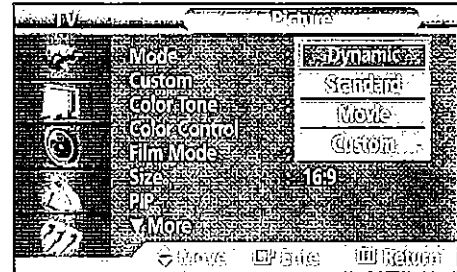 TV Picture
Mode Dynamic
Custom Standard
Color Tone Movie
Color Control Custom
Film Mode
Size : 16:9
PIP
▼More
Move Enter Return